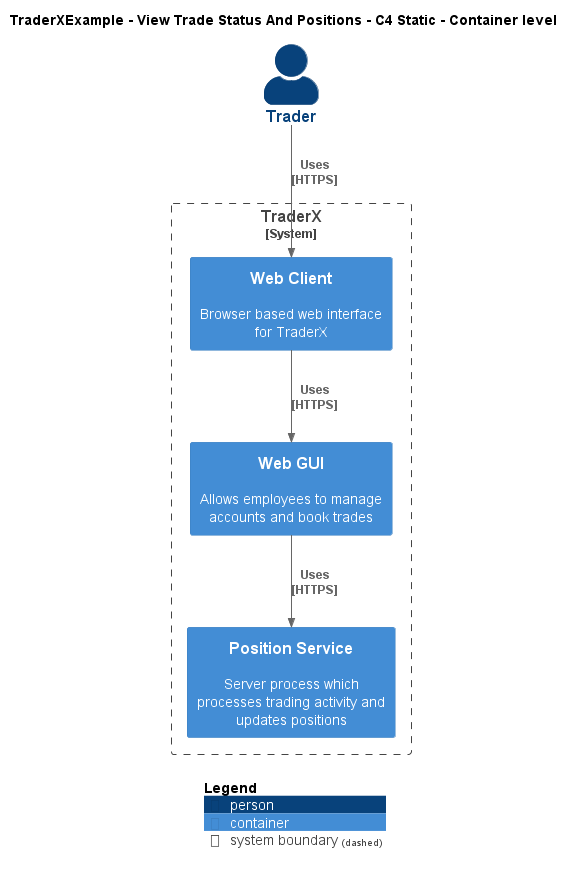 TraderXExample - View Trade Status And Positions - C4 Static - Container level
Trader
Uses
[HTTPS]
TraderX
[System]
Web Client
Browser based web interface
for TraderX
Uses
[HTTPS]
Web GUI
Allows employees to manage
accounts and book trades
Uses
[HTTPS]
Position Service
Server process which
processes trading activity and
updates positions
Legend
person
container
system boundary (dashed)